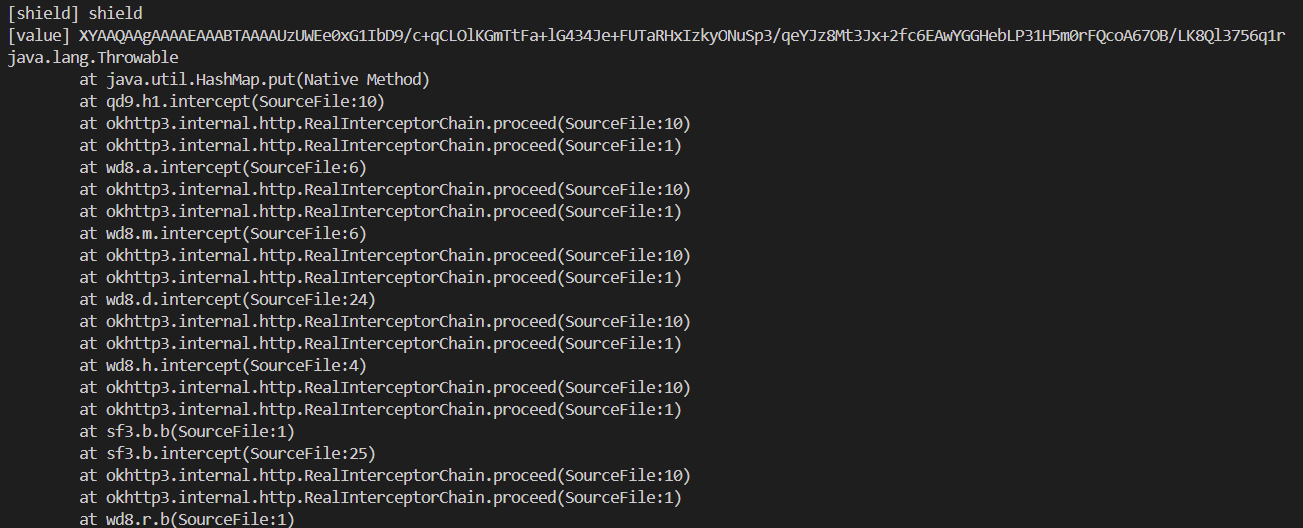 [shield] shield
[value] XYAAQAAgAAAAEAAABTAAAAUzUWEe0xG1IbD9/c+qCLOlKGmTtFa+lG434Je+FUTaRHxIzkyONuSp3/qeYJz8Mt3Jx+2fc6EAwYGGHebLP31H5m0rFQcoA67OB/LK8Ql3756q1r
java.lang.Throwable
at java.util.HashMap.put(Native Method)
at qd9.h1.intercept(SourceFile:10)
at okhttp3.internal.http.RealInterceptorChain.proceed(SourceFile:10)
at okhttp3.internal.http.RealInterceptorChain.proceed(SourceFile:1)
at wd8.a.intercept(SourceFile:6)
at okhttp3.internal.http.RealInterceptorChain.proceed(SourceFile:10)
at okhttp3.internal.http.RealInterceptorChain.proceed(SourceFile:1)
at wd8.m.intercept(SourceFile:6)
at okhttp3.internal.http.RealInterceptorChain.proceed(SourceFile:10)
at okhttp3.internal.http.RealInterceptorChain.proceed(SourceFile:1)
at wd8.d.intercept(SourceFile:24)
at okhttp3.internal.http.RealInterceptorChain.proceed(SourceFile:10)
at okhttp3.internal.http.RealInterceptorChain.proceed(SourceFile:1)
at wd8.h.intercept(SourceFile:4)
at okhttp3.internal.http.RealInterceptorChain.proceed(SourceFile:10)
at okhttp3.internal.http.RealInterceptorChain.proceed(SourceFile:1)
at sf3.b.b(SourceFile:1)
at sf3.b.intercept(SourceFile:25)
at okhttp3.internal.http.RealInterceptorChain.proceed(SourceFile:10)
at okhttp3.internal.http.RealInterceptorChain.proceed(SourceFile:1)
at wd8.r.b(SourceFile:1)